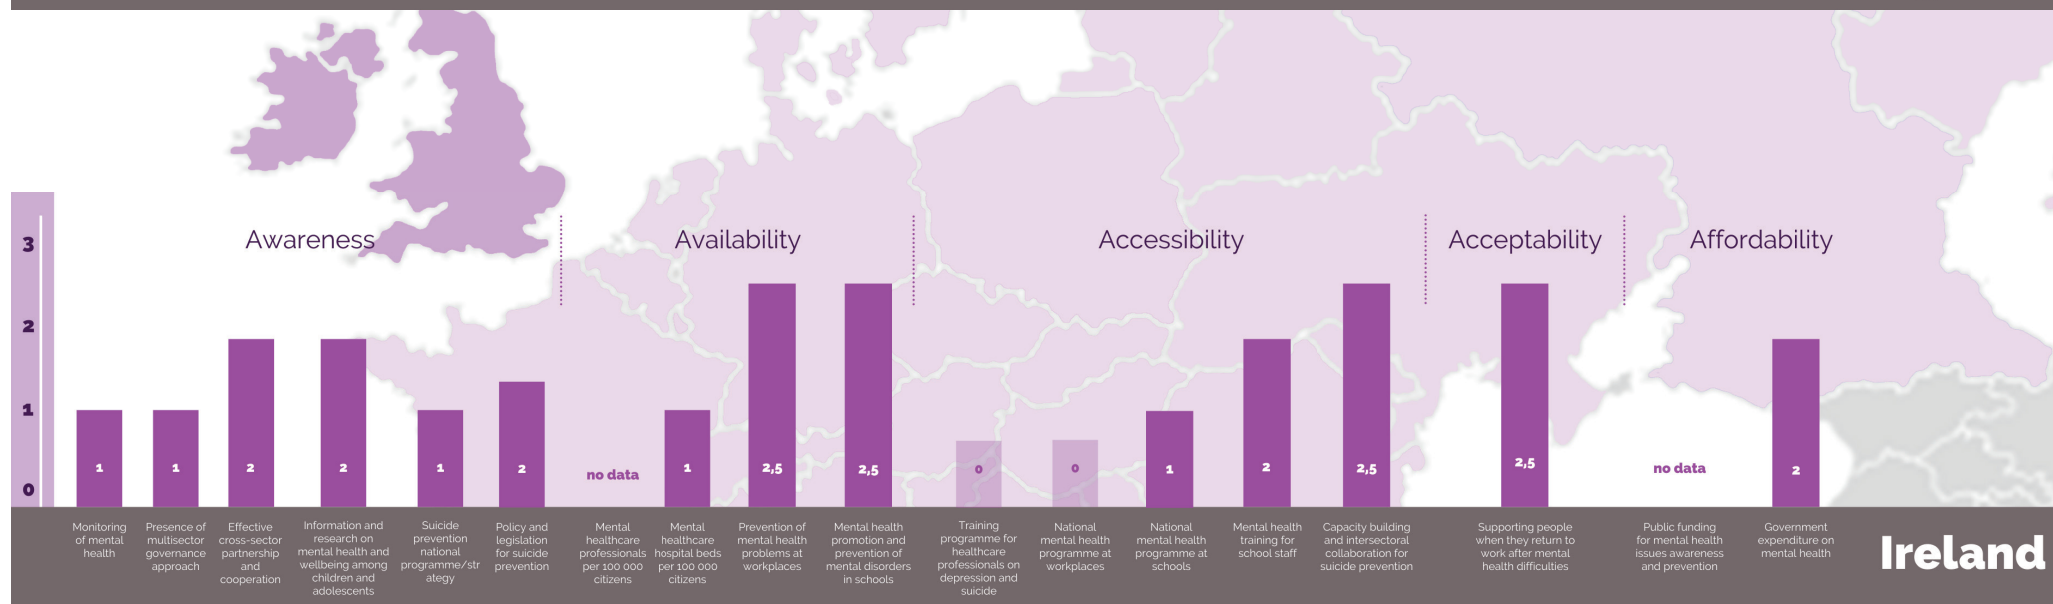 Awareness
Availability
Accessibility
Acceptability
Affordability
3
2
1
0
1
1
2
2
1
2
no data
1
2,5
2,5
0
0
1
2
2,5
2,5
no data
2
Monitoring
of mental
health
Presence of
multisector
governance
approach
Effective
cross-sector
partnership
and
cooperation
Information and
research on
mental health and
wellbeing among
children and
adolescents
Suicide
prevention
national
programme/str
ategy
Policy and
legislation
for suicide
prevention
Mental
healthcare
professionals
per 100 000
citizens
Mental
healthcare
hospital beds
per 100 000
citizens
Prevention of
mental health
problems at
workplaces
Mental health
promotion and
prevention of
mental disorders
in schools
Training
programme for
healthcare
professionals on
depression and
suicide
National
mental health
programme at
workplaces
National
mental health
programme at
schools
Mental health
training for
school staff
Capacity building
and intersectoral
collaboration for
suicide prevention
Supporting people
when they return to
work after mental
health difficulties
Public funding
for mental health
issues awareness
and prevention
Government
expenditure on
mental health
Ireland